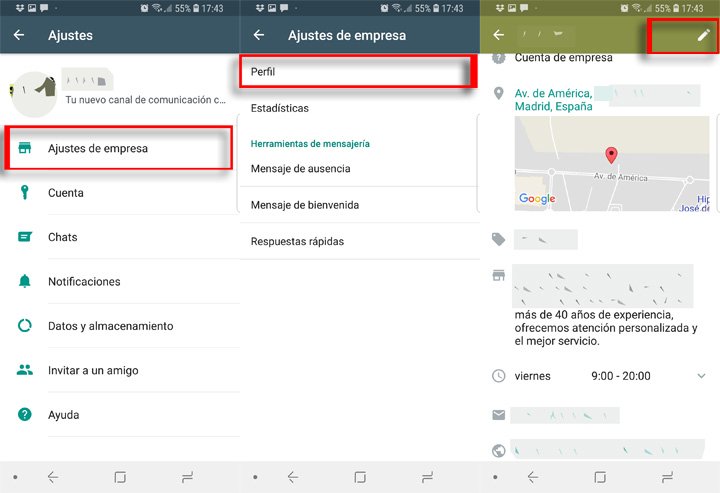 55% 17:43
Ajustes
Tu nuevo canal de comunicación c...
Ajustes de empresa
Cuenta
Chats
Notificaciones
Datos y almacenamiento
Invitar a un amigo
Ayuda
55% 17:43
Ajustes de empresa
Perfil
Estadísticas
Herramientas de mensajería
Mensaje de ausencia
Mensaje de bienvenida
Respuestas rápidas
55% 17:43
Cuenta de empresa
Av. de América,
Madrid, España
Av. de América
Google
Hip
José de
más de 40 años de experiencia,
ofrecemos atención personalizada y
el mejor servicio.
viernes 9:00 - 20:00